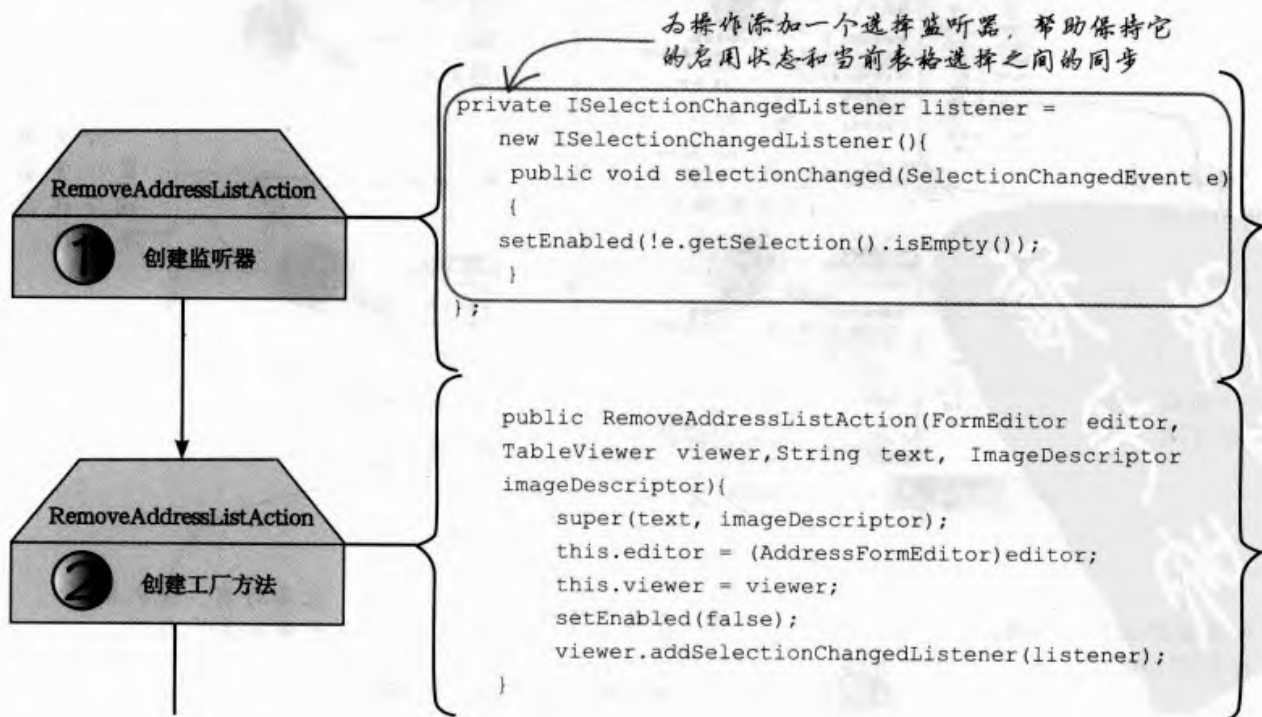 为操作添加一个选择监听器，帮助保持它
的启用状态和当前表格选择之间的同步
private ISelectionChangedListener listener =
new ISelectionChangedListener(){
public void selectionChanged(SelectionChangedEvent e)
{
setEnabled(!e.getSelection().isEmpty());
}
};
RemoveAddressListAction
1 创建监听器
public RemoveAddressListAction(FormEditor editor,
TableViewer viewer,String text, ImageDescriptor
imageDescriptor){
super(text, imageDescriptor);
this.editor = (AddressFormEditor)editor;
this.viewer = viewer;
setEnabled(false);
viewer.addSelectionChangedListener(listener);
}
RemoveAddressListAction
2 创建工厂方法